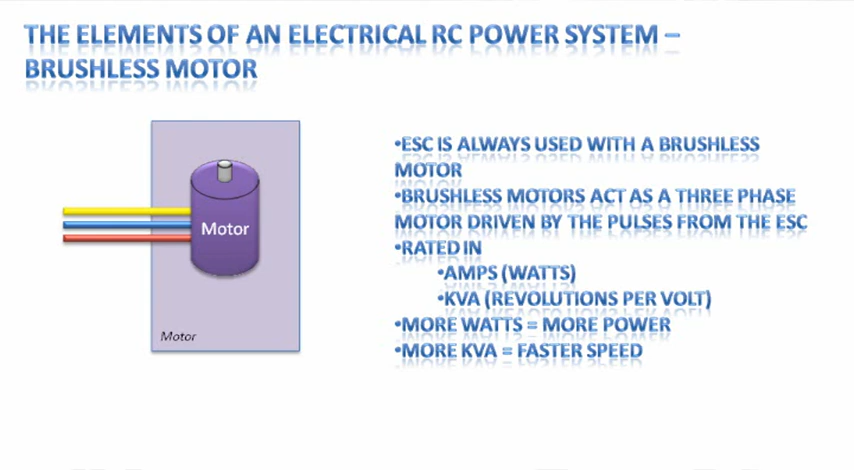 THE ELEMENTS OF AN ELECTRICAL RC POWER SYSTEM –
BRUSHLESS MOTOR
•ESC IS ALWAYS USED WITH A BRUSHLESS
MOTOR
•BRUSHLESS MOTORS ACT AS A THREE PHASE
MOTOR DRIVEN BY THE PULSES FROM THE ESC
•RATED IN
•AMPS (WATTS)
•KVA (REVOLUTIONS PER VOLT)
•MORE WATTS = MORE POWER
•MORE KVA = FASTER SPEED
Motor
Motor